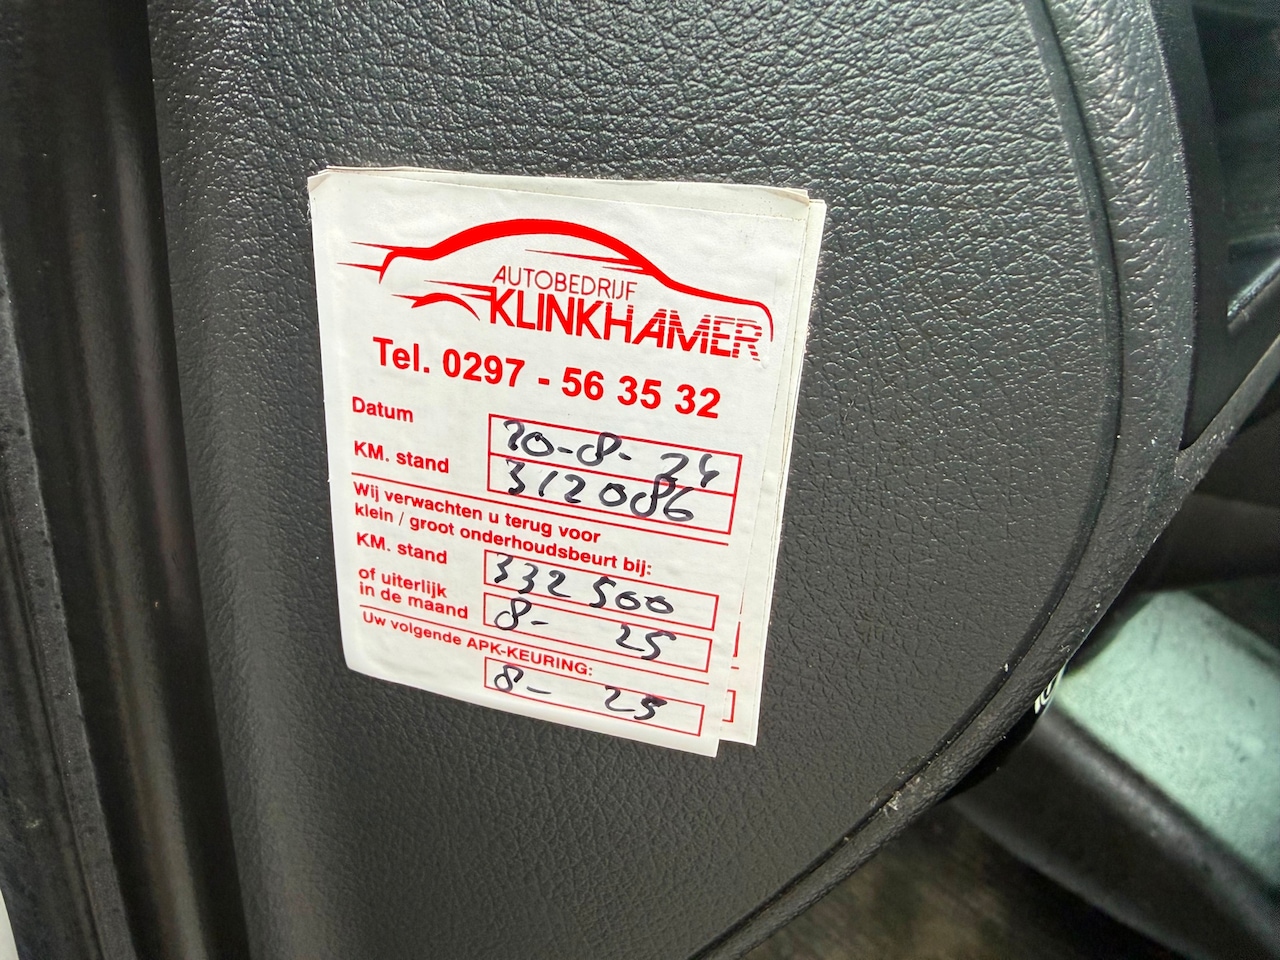 AUTOBEDRIJF
KLINKHAMER
Tel. 0297 - 56 35 32
Datum 20-8-24
KM. stand 312086
Wij verwachten u terug voor
klein / groot onderhoudsbeurt bij:
KM. stand 332500
of uiterlijk
in de maand 8- 25
Uw volgende APK-KEURING:
8- 25